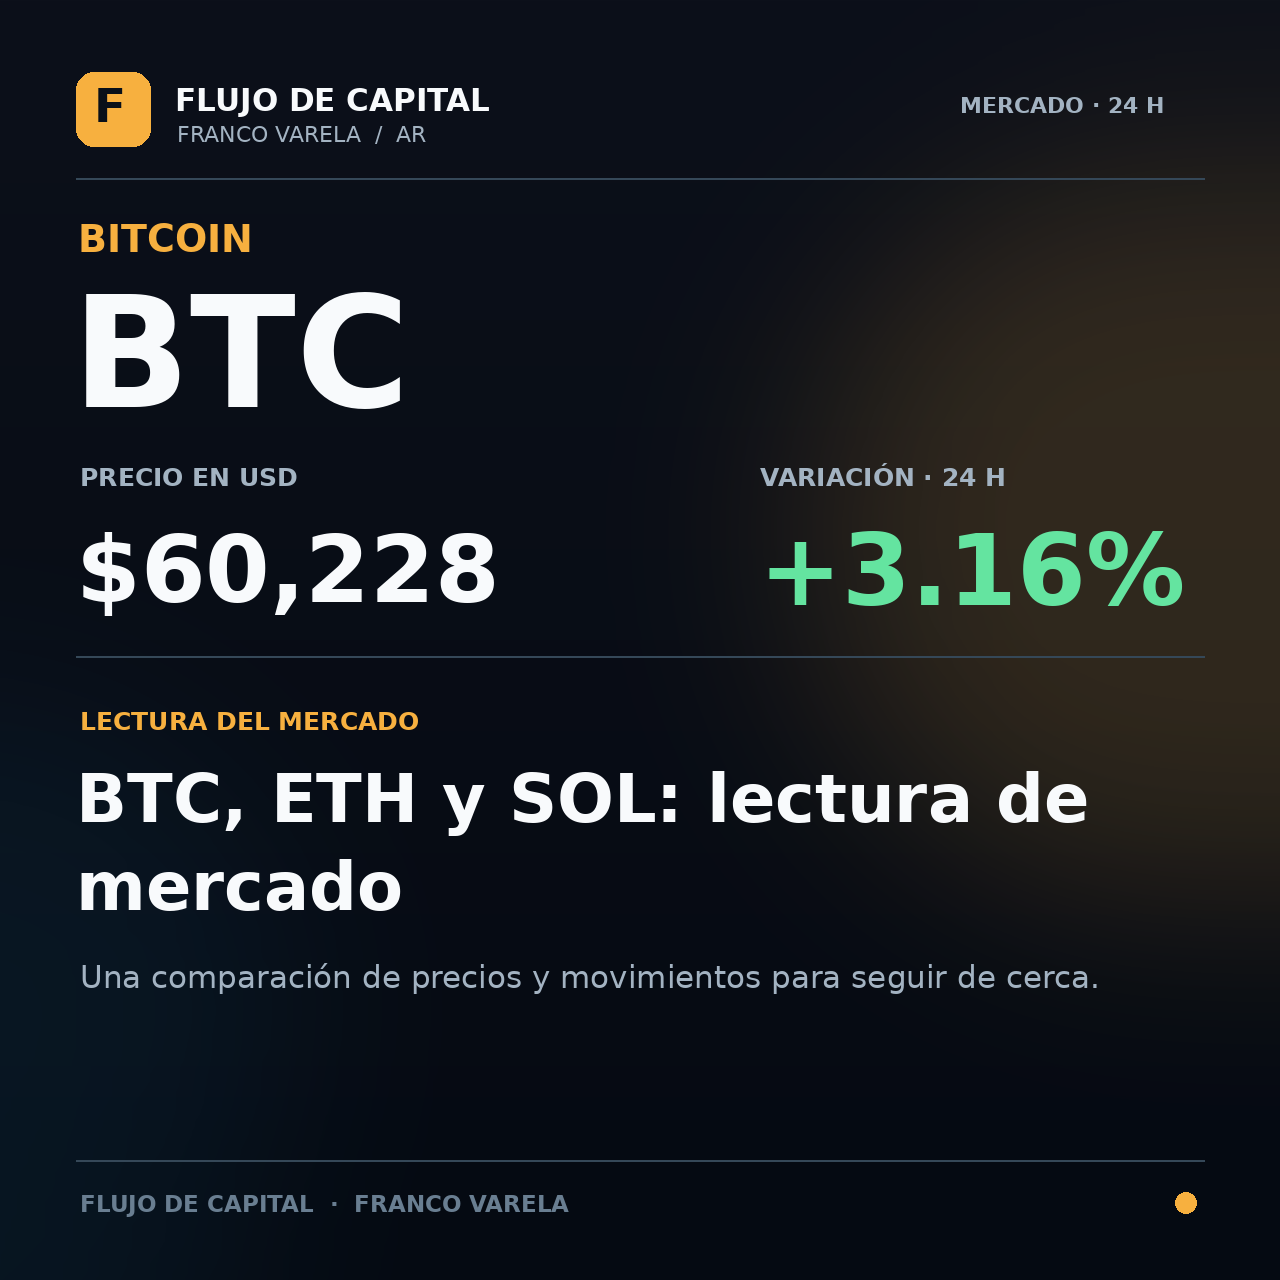 F
FLUJO DE CAPITAL
FRANCO VARELA / AR
MERCADO · 24 H
BITCOIN
BTC
PRECIO EN USD
$60,228
VARIACIÓN · 24 H
+3.16%
LECTURA DEL MERCADO
BTC, ETH y SOL: lectura de
mercado
Una comparación de precios y movimientos para seguir de cerca.
FLUJO DE CAPITAL · FRANCO VARELA